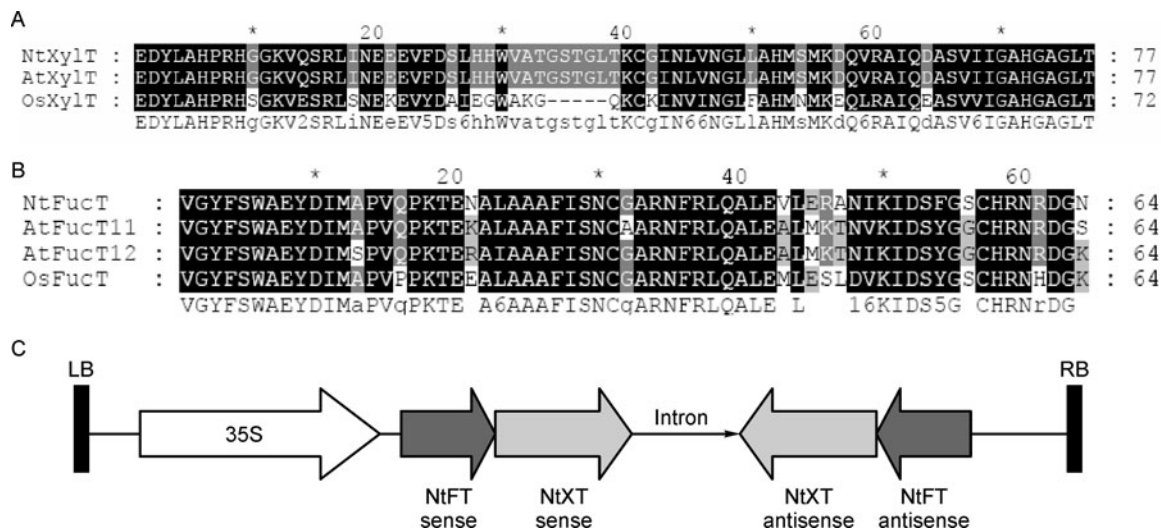 A
* 20 * 40 * 60 *
NtXylT : EDYLAHPRHGGKVQSRLINEEEVFDSLHHWVATGSTGLTKCGINLVNGLLAHMSMKDQVRAIQDASVIIGAHGAGLT : 77
AtXylT : EDYLAHPRHGGKVQSRLINEEEVFDSLHHWVATGSTGLTKCGINLVNGLLAHMSMKDQVRAIQDASVIIGAHGAGLT : 77
OsXylT : EDYLAHPRHSGKVESRLSNEKEVYDALEGWAKG-----QKCKINVINGLFAHMNMKEQLRAIQEASVVIGAHGAGLT : 72
EDYLAHPRHgGKV2SRLiNEeEV5Ds6hhWvatgstgltKCgIN66NGLlAHMsMKdQ6RAIQdASV6IGAHGAGLT
B
* 20 * 40 * 60
NtFucT : VGYFSWAEYDIMAPVQPKTENALAAAFISNCGARNFRLQALEVLERANIKIDSFGSCHRNRDGN : 64
AtFucT11 : VGYFSWAEYDIMAPVQPKTEKALAAAFISNCAARNFRLQALEALMKTNVKIDSYGGCHRNRDGS : 64
AtFucT12 : VGYFSWAEYDIMSPVQPKTERAIAAAFISNCGARNFRLQALEALMKTNIKIDSYGGCHRNRDGK : 64
OsFucT : VGYFSWAEYDIMAPVPPKTEEALAAAFISNCGARNFRLQALEMLESLDVKIDSYGSCHRNHDGK : 64
VGYFSWAEYDIMaPVqPKTE A6AAAFISNCgARNFRLQALE L 16KIDS5G CHRNrDG
C
LB RB
35S Intron
NtFT sense
NtXT sense
NtXT antisense
NtFT antisense